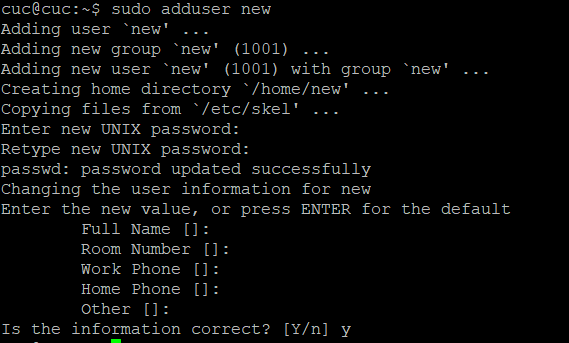 cuc@cuc:~$ sudo adduser new
Adding user `new' ...
Adding new group `new' (1001) ...
Adding new user `new' (1001) with group `new' ...
Creating home directory `/home/new' ...
Copying files from `/etc/skel' ...
Enter new UNIX password:
Retype new UNIX password:
passwd: password updated successfully
Changing the user information for new
Enter the new value, or press ENTER for the default
        Full Name []:
        Room Number []:
        Work Phone []:
        Home Phone []:
        Other []:
Is the information correct? [Y/n] y